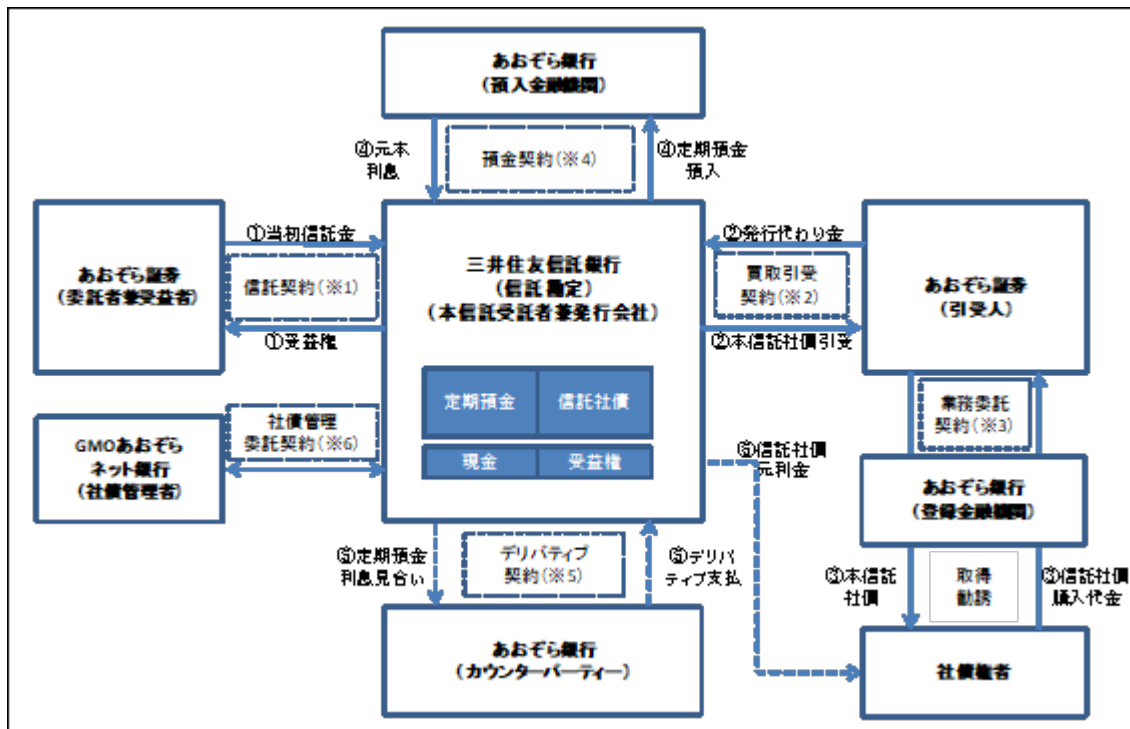 あおぞら銀行
（預入金融機関）
④元本
利息
預金契約（※4）
④定期預金
預入
あおぞら証券
（委託者兼受益者）
①当初信託金
信託契約（※1）
①受益権
三井住友信託銀行
（信託勘定）
（本信託受託者兼発行会社）
定期預金
信託社債
現金
受益権
②発行代わり金
買取引受
契約（※2）
②本信託社債引受
あおぞら証券
（引受人）
GMOあおぞら
ネット銀行
（社債管理者）
社債管理
委託契約（※6）
業務委託
契約（※3）
⑥信託社債
元利金
あおぞら銀行
（登録金融機関）
⑤定期預金
利息見合い
デリバティブ
契約（※5）
⑤デリバ
ティブ支払
③本信託
社債
取得
勧誘
③信託社債
購入代金
あおぞら銀行
（カウンターパーティー）
社債権者